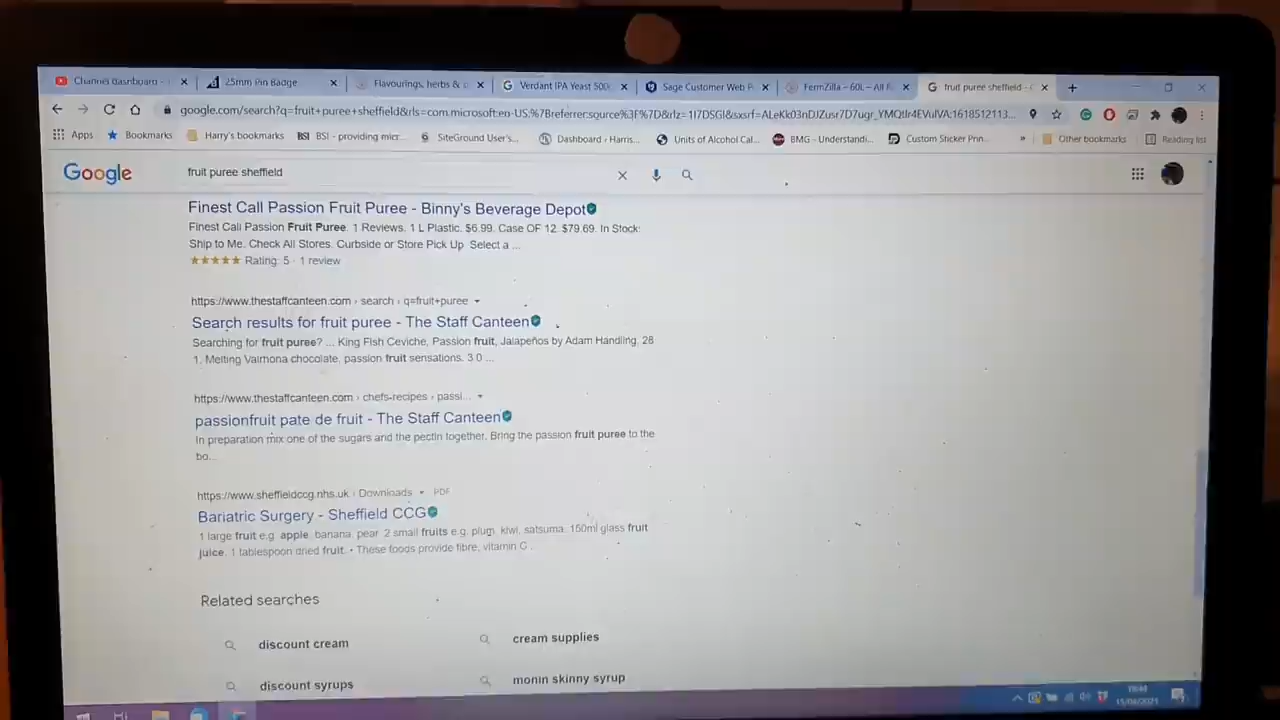 Channel dashboard -
25mm Pin Badge
Flavourings, herbs & s
Verdant IPA Yeast 500
Sage Customer Web P
FermZilla – 60L – All R
fruit puree sheffield -
google.com/search?q=fruit+puree+sheffield&rls=com.microsoft:en-US:%7Breferrer:source%3F%7D&rlz=
Apps
Bookmarks
Harry's bookmarks
BSI - providing micr...
SiteGround User's...
Dashboard ‹ Harris...
Units of Alcohol Cal...
BMG - Understandi...
Custom Sticker Prin...
»
Other bookmarks
Reading list
Google
fruit puree sheffield
Finest Call Passion Fruit Puree - Binny's Beverage Depot
Finest Call Passion Fruit Puree. 1 Reviews. 1 L Plastic. $6.99. Case OF 12. $79.69. In Stock:
Ship to Me. Check All Stores. Curbside or Store Pick Up Select a ...
Rating: 5 · 1 review
https://www.thestaffcanteen.com › search › q=fruit+puree
Search results for fruit puree - The Staff Canteen
Searching for fruit puree? ... King Fish Ceviche, Passion fruit, Jalapeños by Adam Handling. 28
1. Melting Valrhona chocolate, passion fruit sensations. 3 0 ...
https://www.thestaffcanteen.com › chefs-recipes › passi...
passionfruit pate de fruit - The Staff Canteen
In preparation mix one of the sugars and the pectin together. Bring the passion fruit puree to the
bo...
https://www.sheffieldccg.nhs.uk › Downloads PDF
Bariatric Surgery - Sheffield CCG
1 large fruit e.g. apple, banana, pear. 2 small fruits e.g. plum, kiwi, satsuma. 150ml glass fruit
juice. 1 tablespoon dried fruit. • These foods provide fibre, vitamin C .
Related searches
discount cream
cream supplies
discount syrups
monin skinny syrup